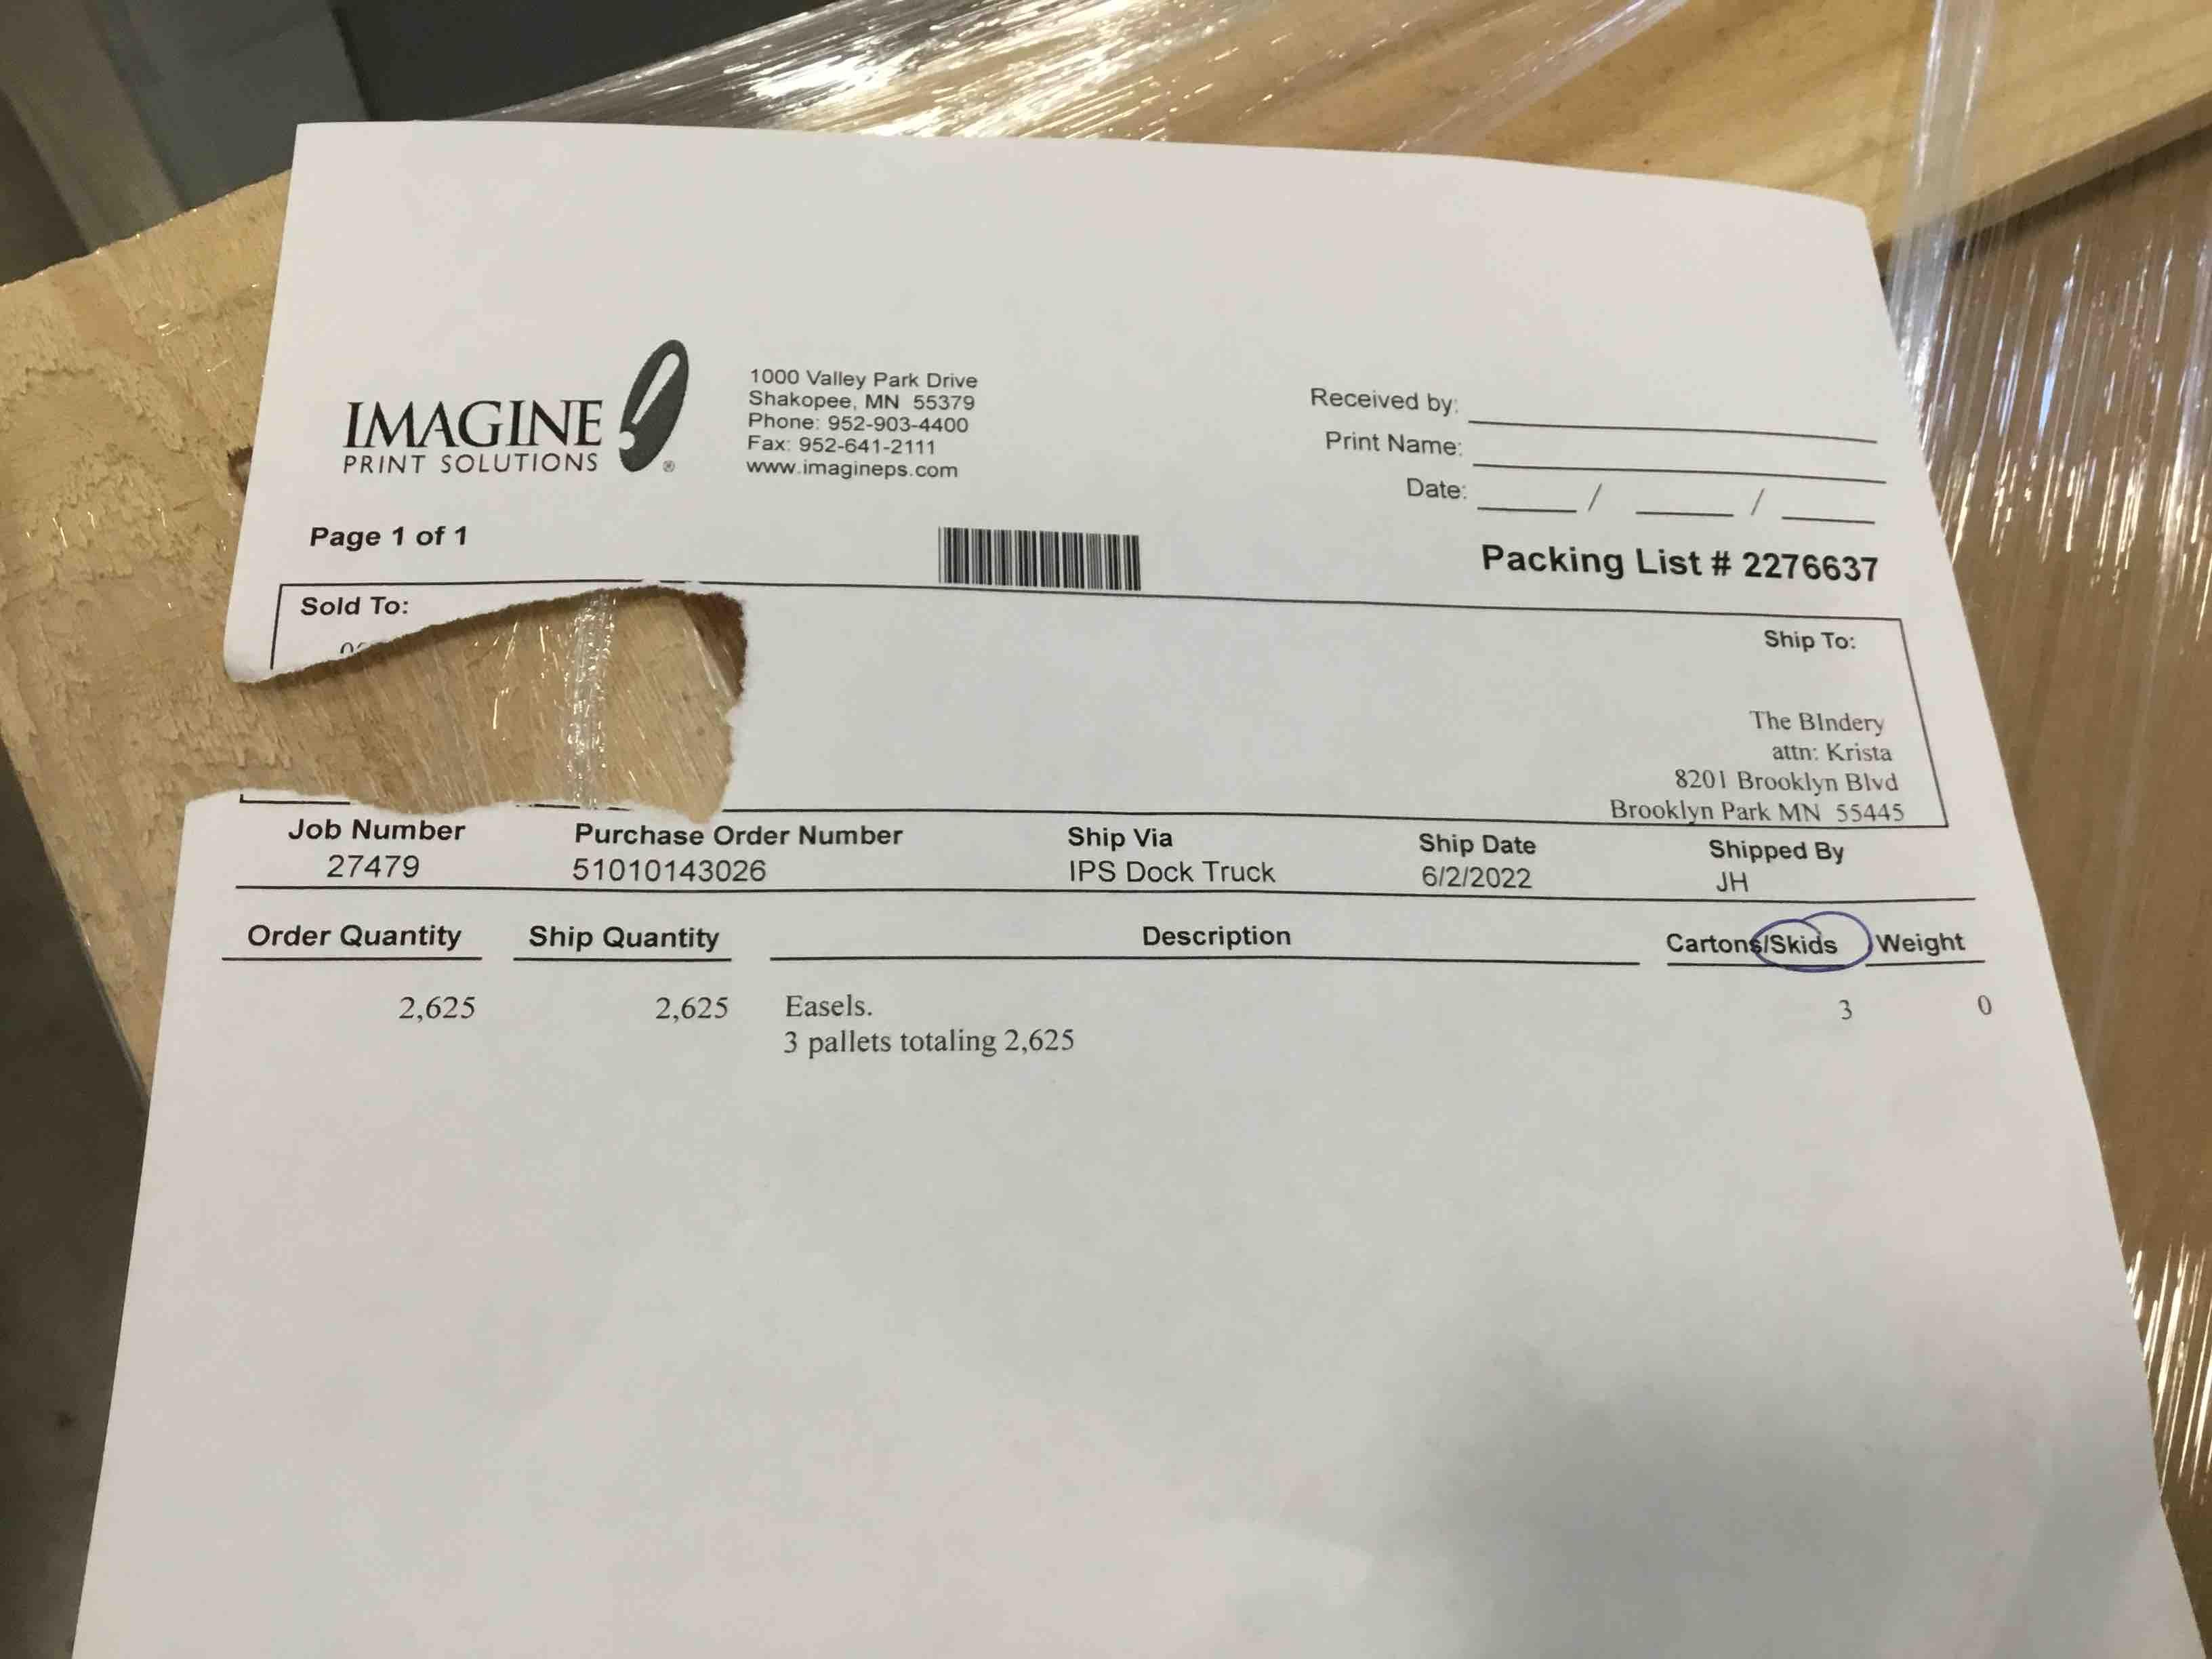 IMAGINE
PRINT SOLUTIONS ®
1000 Valley Park Drive
Shakopee, MN 55379
Phone: 952-903-4400
Fax: 952-641-2111
www.imagineps.com
Received by:
Print Name:
Date: / /
Page 1 of 1
Packing List # 2276637
Sold To:
Ship To:
The BIndery
attn: Krista
8201 Brooklyn Blvd
Brooklyn Park MN 55445
Job Number Purchase Order Number Ship Via Ship Date Shipped By
27479 51010143026 IPS Dock Truck 6/2/2022 JH
Order Quantity Ship Quantity Description Cartons/Skids Weight
2,625 2,625 Easels. 3 0
3 pallets totaling 2,625